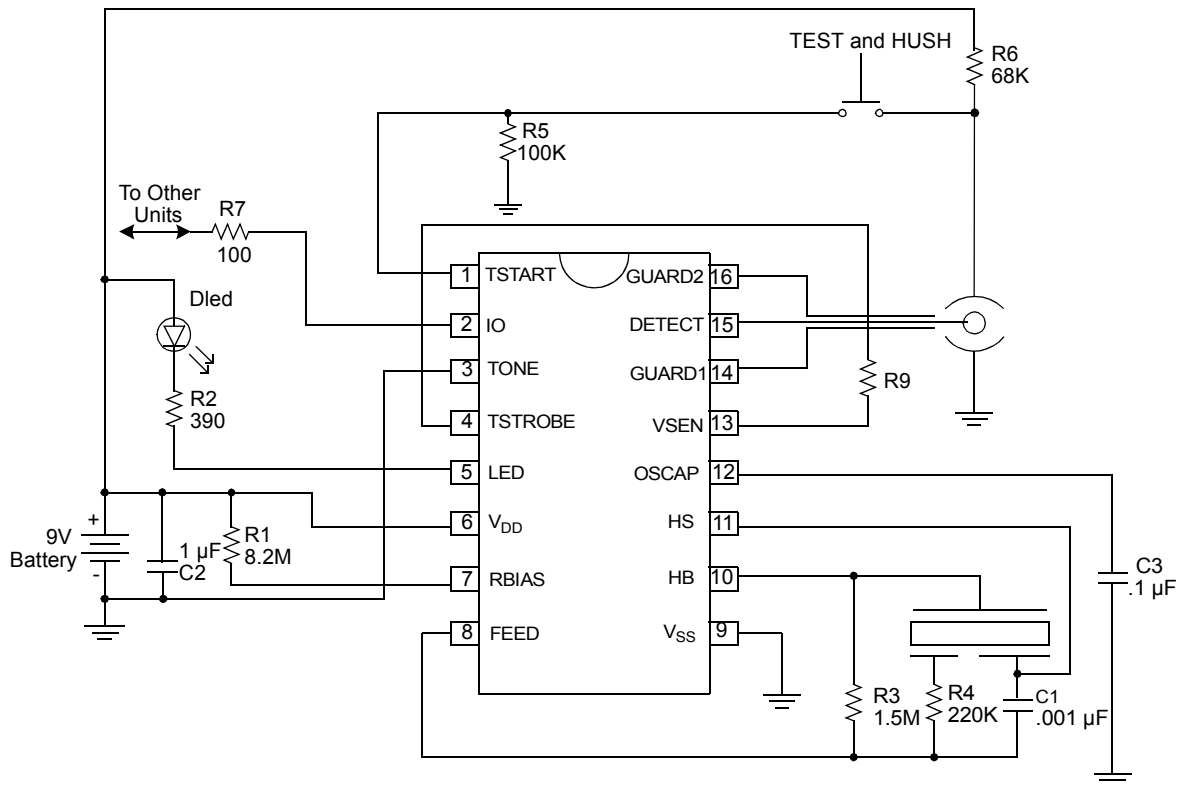 TEST and HUSH
R6
68K
R5
100K
To Other
Units
R7
100
Dled
R2
390
9V
Battery
+
-
1 µF
C2
R1
8.2M
1 TSTART
2 IO
3 TONE
4 TSTROBE
5 LED
6 VDD
7 RBIAS
8 FEED
GUARD2 16
DETECT 15
GUARD1 14
VSEN 13
OSCAP 12
HS 11
HB 10
VSS 9
R9
C3
.1 µF
R3
1.5M
R4
220K
C1
.001 µF